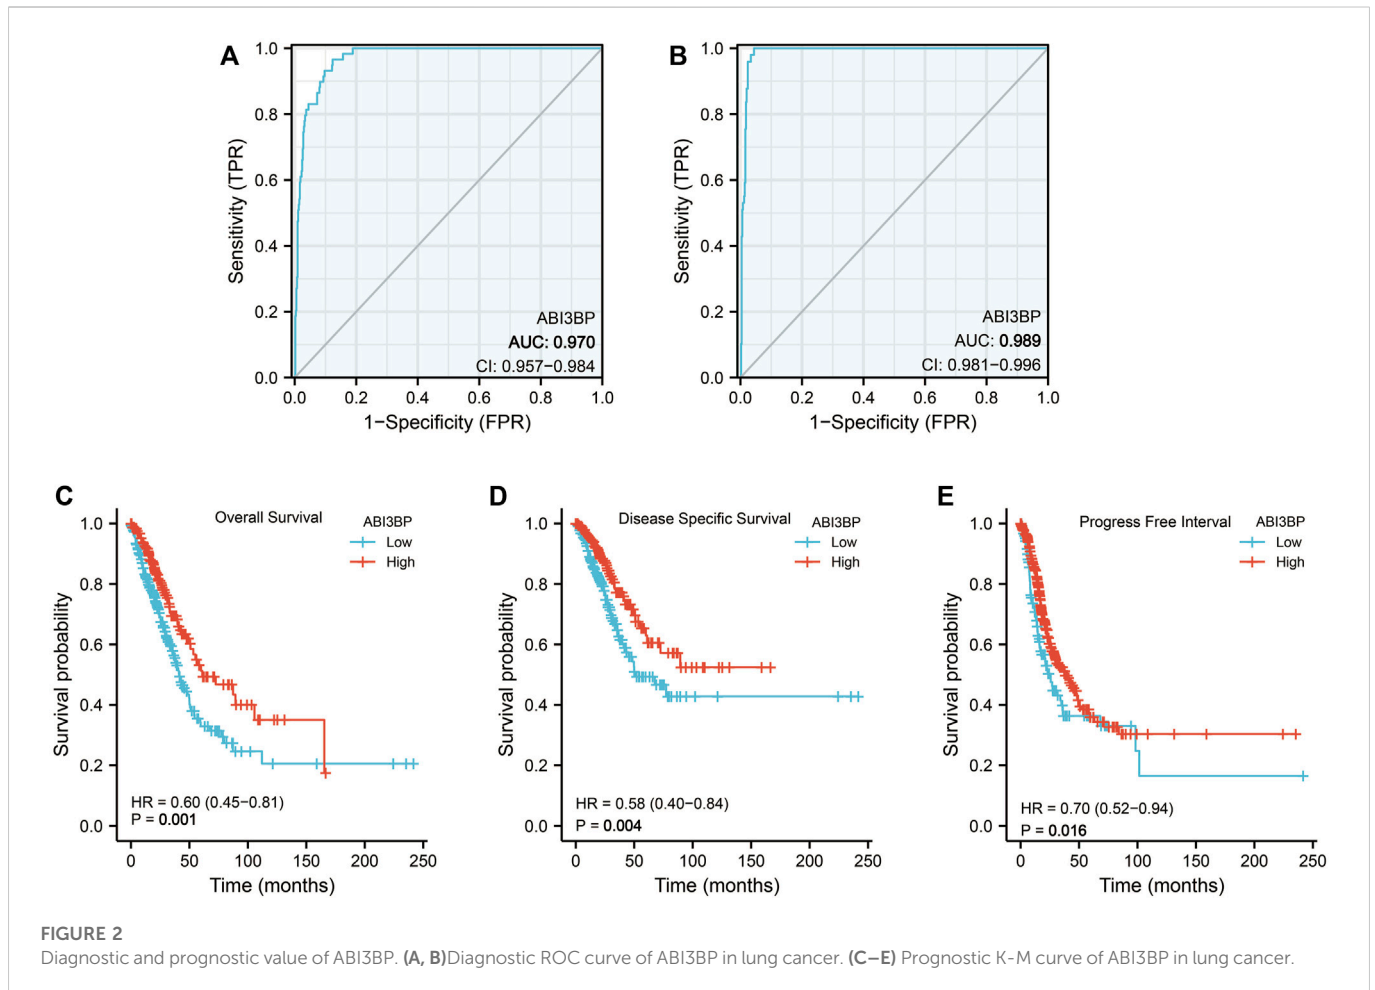 A
1.0
0.8
0.6
0.4
0.2
0.0
Sensitivity (TPR)
ABI3BP
AUC: 0.970
CI: 0.957−0.984
0.0 0.2 0.4 0.6 0.8 1.0
1−Specificity (FPR)
B
1.0
0.8
0.6
0.4
0.2
0.0
Sensitivity (TPR)
ABI3BP
AUC: 0.989
CI: 0.981−0.996
0.0 0.2 0.4 0.6 0.8 1.0
1−Specificity (FPR)
C
Overall Survival
ABI3BP
Low
High
1.0
0.8
0.6
0.4
0.2
0.0
Survival probability
HR = 0.60 (0.45−0.81)
P = 0.001
0 50 100 150 200 250
Time (months)
D
Disease Specific Survival
ABI3BP
Low
High
1.0
0.8
0.6
0.4
0.2
0.0
Survival probability
HR = 0.58 (0.40−0.84)
P = 0.004
0 50 100 150 200 250
Time (months)
E
Progress Free Interval
ABI3BP
Low
High
1.0
0.8
0.6
0.4
0.2
0.0
Survival probability
HR = 0.70 (0.52−0.94)
P = 0.016
0 50 100 150 200 250
Time (months)
FIGURE 2
Diagnostic and prognostic value of ABI3BP. (A, B)Diagnostic ROC curve of ABI3BP in lung cancer. (C–E) Prognostic K-M curve of ABI3BP in lung cancer.